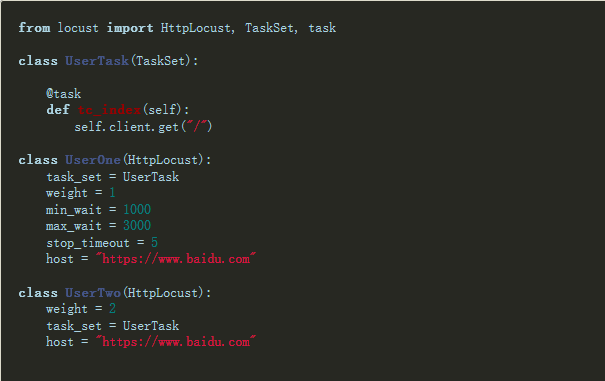 from locust import HttpLocust, TaskSet, task
class UserTask(TaskSet):
@task
def tc_index(self):
self.client.get("/")
class UserOne(HttpLocust):
task_set = UserTask
weight = 1
min_wait = 1000
max_wait = 3000
stop_timeout = 5
host = "https://www.baidu.com"
class UserTwo(HttpLocust):
weight = 2
task_set = UserTask
host = "https://www.baidu.com"